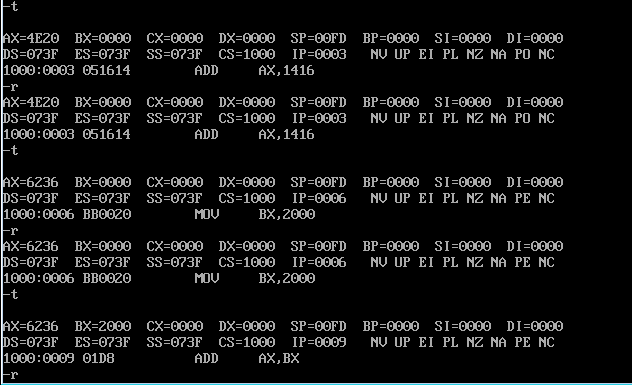 -t
AX=4E20 BX=0000 CX=0000 DX=0000 SP=00FD BP=0000 SI=0000 DI=0000
DS=073F ES=073F SS=073F CS=1000 IP=0003 NV UP EI PL NZ NA PO NC
1000:0003 051614 ADD AX,1416
-r
AX=4E20 BX=0000 CX=0000 DX=0000 SP=00FD BP=0000 SI=0000 DI=0000
DS=073F ES=073F SS=073F CS=1000 IP=0003 NV UP EI PL NZ NA PO NC
1000:0003 051614 ADD AX,1416
-t
AX=6236 BX=0000 CX=0000 DX=0000 SP=00FD BP=0000 SI=0000 DI=0000
DS=073F ES=073F SS=073F CS=1000 IP=0006 NV UP EI PL NZ NA PE NC
1000:0006 BB0020 MOV BX,2000
-r
AX=6236 BX=0000 CX=0000 DX=0000 SP=00FD BP=0000 SI=0000 DI=0000
DS=073F ES=073F SS=073F CS=1000 IP=0006 NV UP EI PL NZ NA PE NC
1000:0006 BB0020 MOV BX,2000
-t
AX=6236 BX=2000 CX=0000 DX=0000 SP=00FD BP=0000 SI=0000 DI=0000
DS=073F ES=073F SS=073F CS=1000 IP=0009 NV UP EI PL NZ NA PE NC
1000:0009 01D8 ADD AX,BX
-r